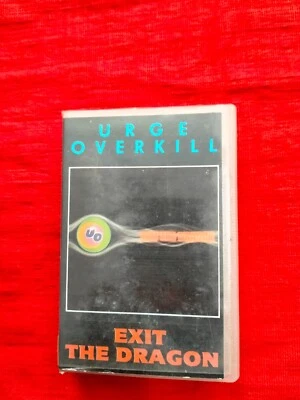 URGE
OVERKILL
UO
EXIT
THE DRAGON